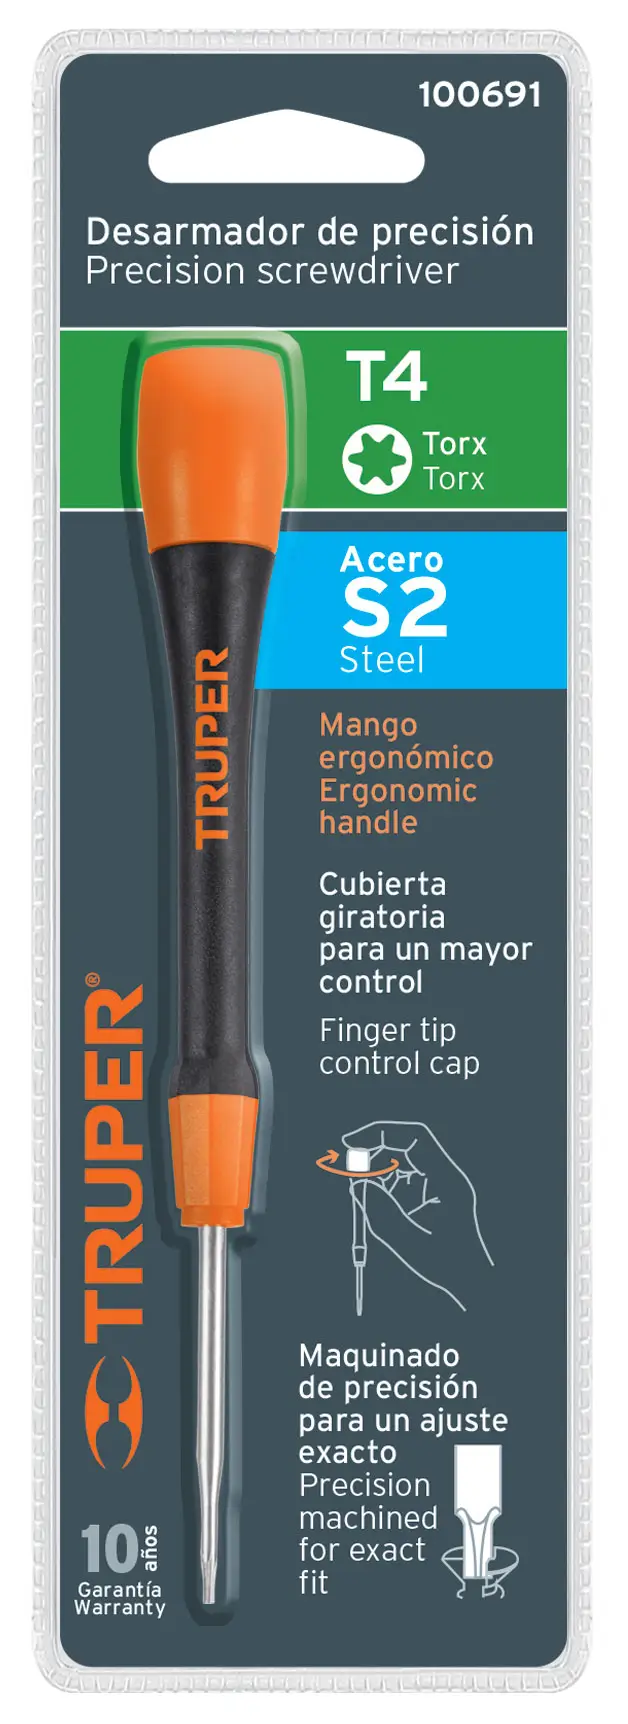 100691
Desarmador de precisión
Precision screwdriver
T4
Torx
Torx
Acero
S2
Steel
TRUPER
Mango
ergonómico
Ergonomic
handle
Cubierta
giratoria
para un mayor
control
Finger tip
control cap
TRUPER®
Maquinado
de precisión
para un ajuste
exacto
Precision
machined
for exact
fit
10 años
Garantía
Warranty